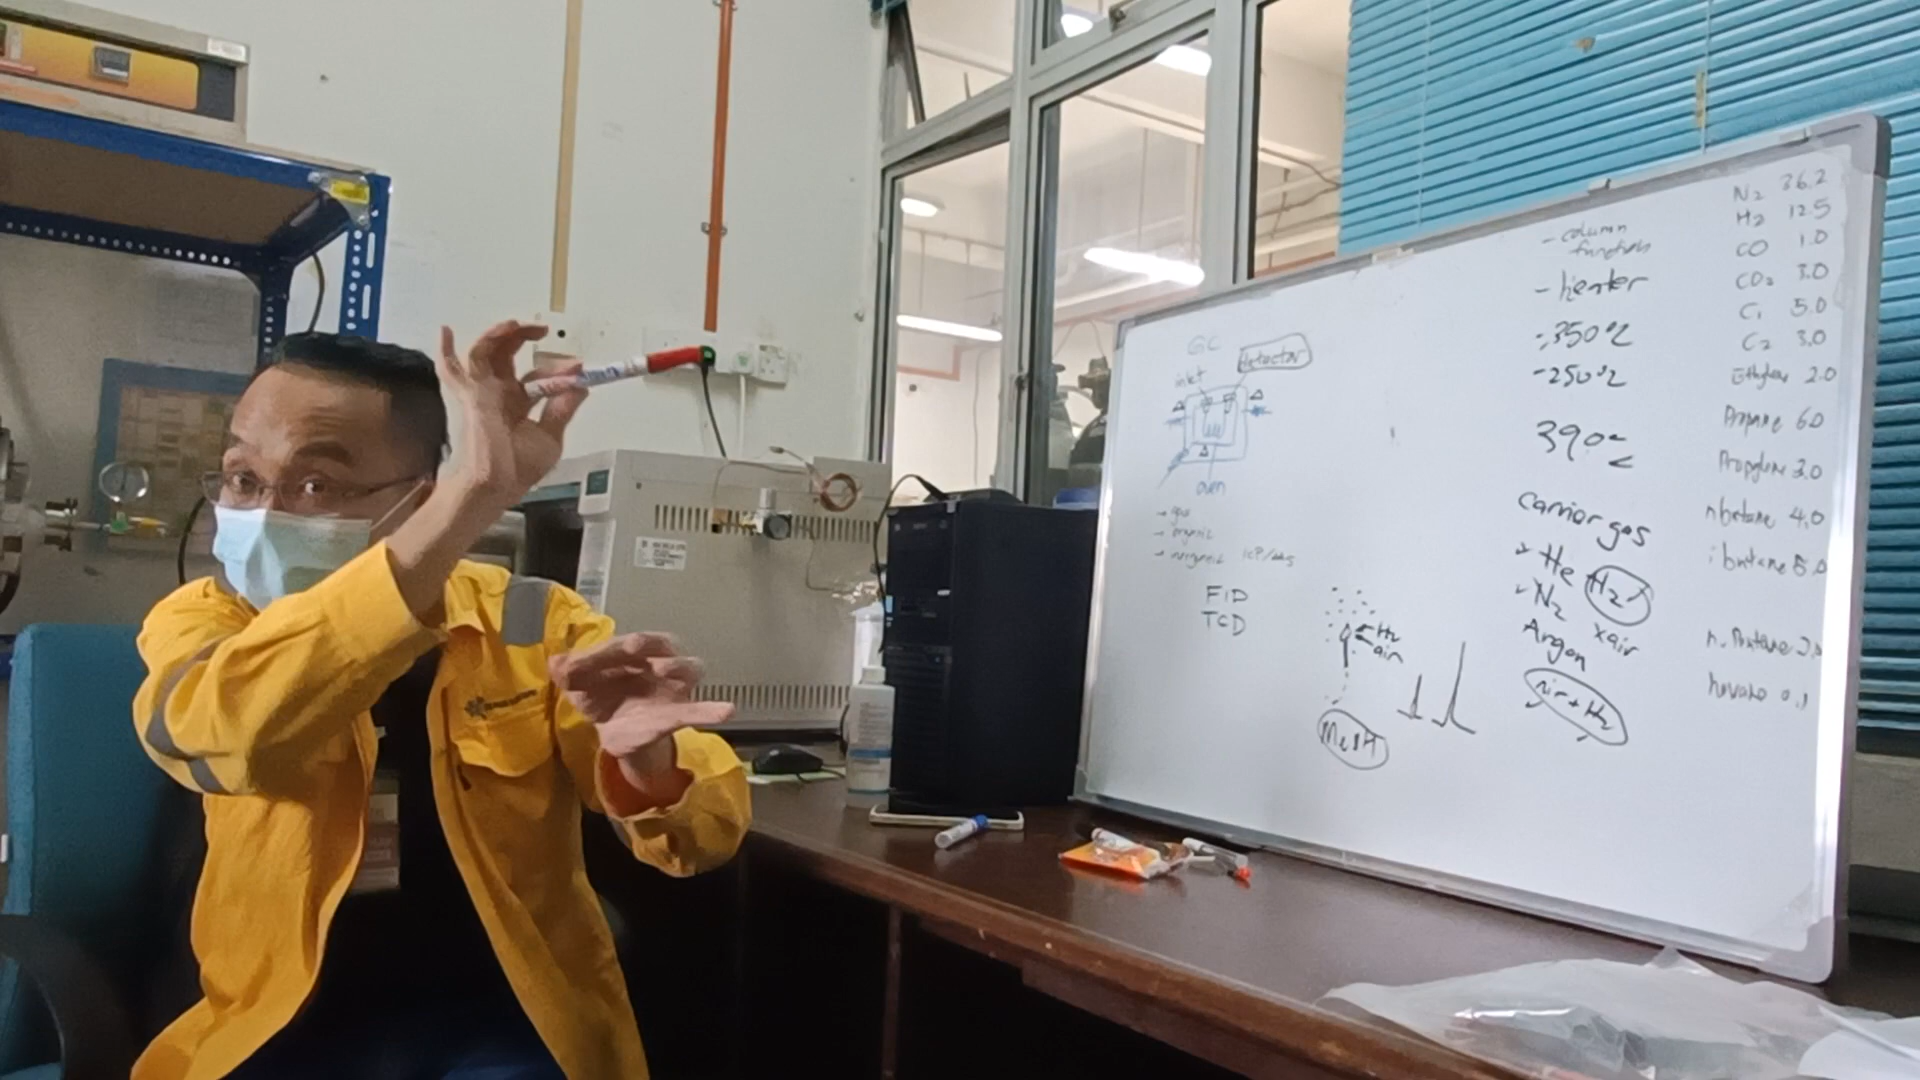 GC
Detector
inlet
oven
→ gas
→ organic
→ inorganic ICP/
FID
TCD
H2
air
MeOH
- column
function
- heater
- 350°C
- 250°C
390°C
carrier gas
He H2
N2
x air
Argon
Air + H2
N2 36.2
H2 12.5
CO 1.0
CO2 3.0
C1 5.0
C2 3.0
Ethylene 2.0
Propane 6.0
Propylene 3.0
n butane 4.0
i butane 5.0
n. Pentane
hexane 0.1